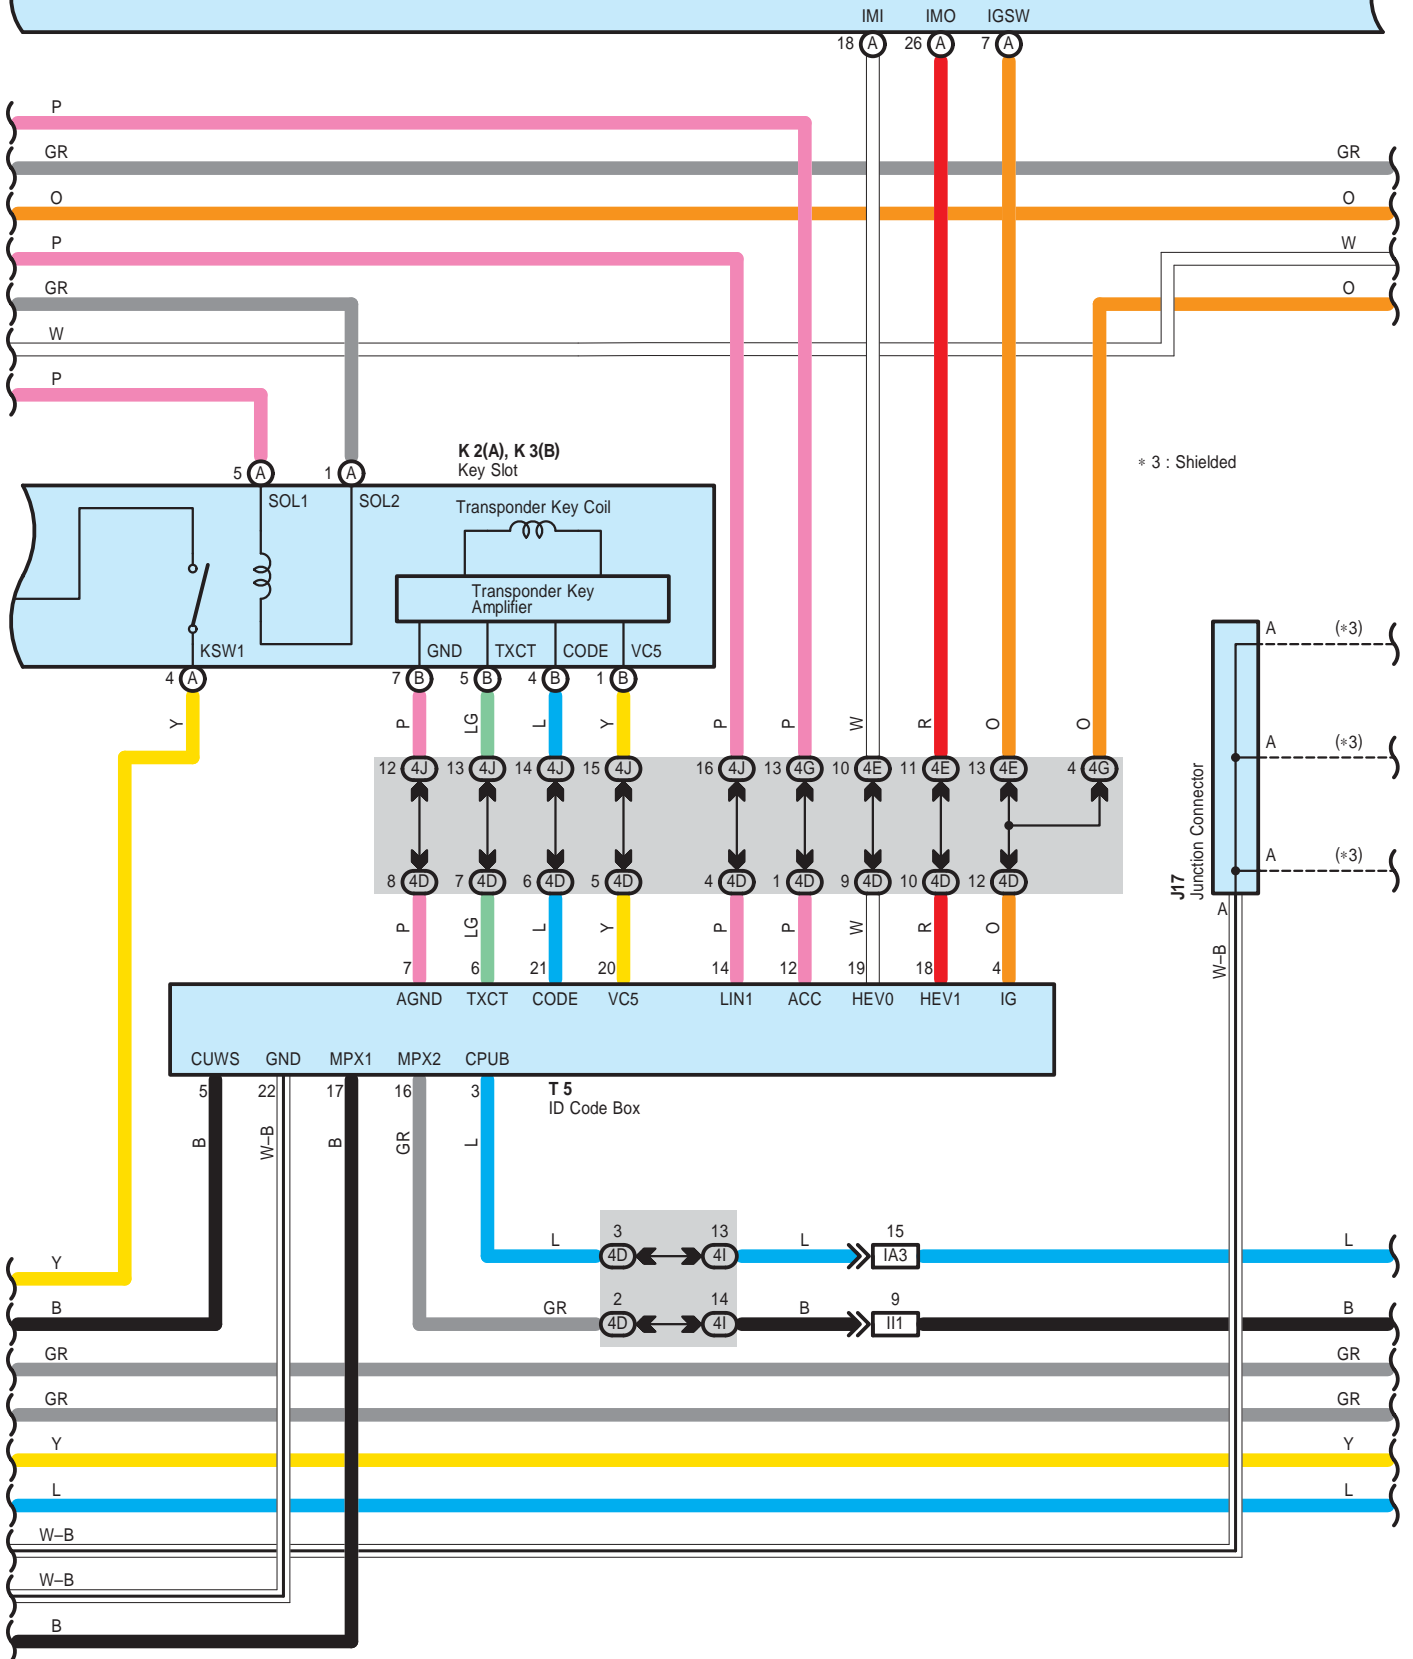 IMI IMO IGSW
18 A 26 A 7 A
P
GR GR
O O
P W
GR O
W
P
K 2(A), K 3(B)
Key Slot
∗ 3 : Shielded
5 A 1 A
SOL1 SOL2 Transponder Key Coil
Transponder Key
Amplifier
KSW1 GND TXCT CODE VC5
4 A 7 B 5 B 4 B 1 B
A (∗3)
Y P LG L Y P P W R O O
A (∗3)
12 4J 13 4J 14 4J 15 4J 16 4J 13 4G 10 4E 11 4E 13 4E 4 4G
J17
Junction Connector
A (∗3)
8 4D 7 4D 6 4D 5 4D 4 4D 1 4D 9 4D 10 4D 12 4D
A
P LG L Y P P W R O
W–B
7 6 21 20 14 12 19 18 4
AGND TXCT CODE VC5 LIN1 ACC HEV0 HEV1 IG
CUWS GND MPX1 MPX2 CPUB
5 22 17 16 3
T 5
ID Code Box
B W–B B GR L
3 13 15
L 4D 4I L IA3 L
Y
2 14 9
B GR 4D 4I B II1 B
GR GR
GR GR
Y Y
L L
W–B
W–B
B